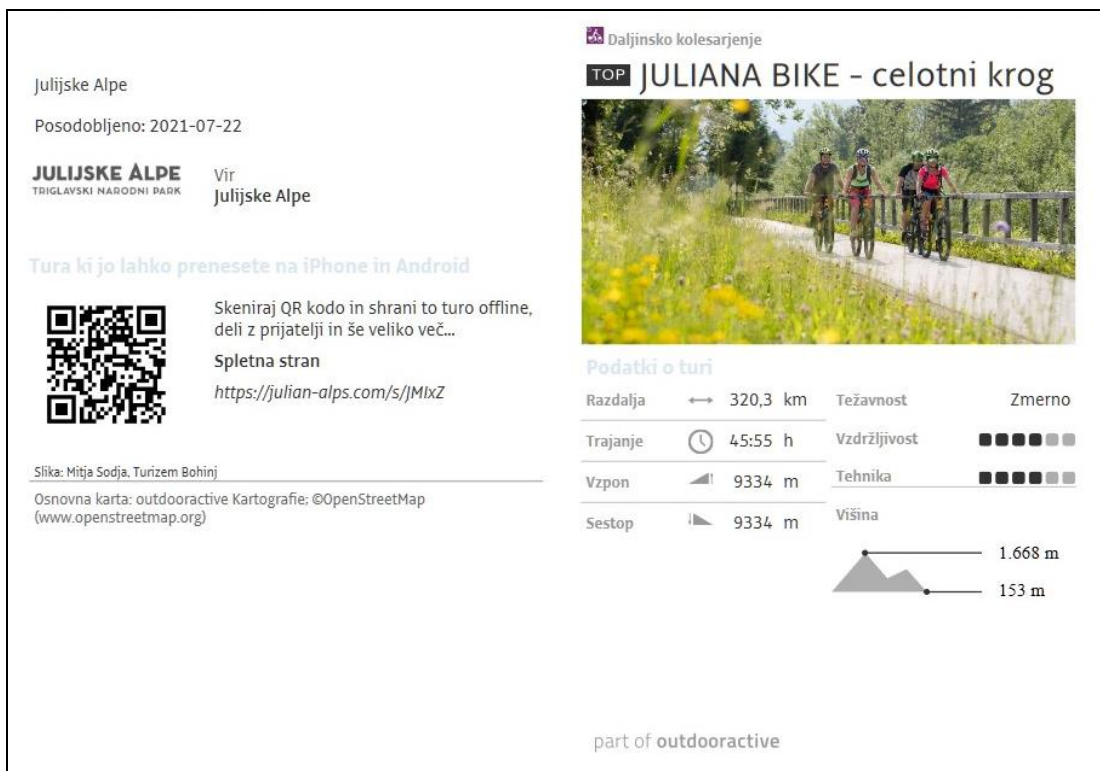 Julijske Alpe
Posodobljeno: 2021-07-22
JULIJSKE ALPE
TRIGLAVSKI NARODNI PARK
Vir
Julijske Alpe
Tura ki jo lahko prenesete na iPhone in Android
Skeniraj QR kodo in shrani to turo offline,
deli z prijatelji in še veliko več...
Spletna stran
https://julian-alps.com/s/JMIxZ
Slika: Mitja Sodja, Turizem Bohinj
Osnovna karta: outdooractive Kartografie; ©OpenStreetMap
(www.openstreetmap.org)
Daljinsko kolesarjenje
TOP JULIANA BIKE - celotni krog
Podatki o turi
Razdalja 320,3 km
Trajanje 45:55 h
Vzpon 9334 m
Sestop 9334 m
Težavnost Zmerno
Vzdržljivost
Tehnika
Višina
1.668 m
153 m
part of outdooractive